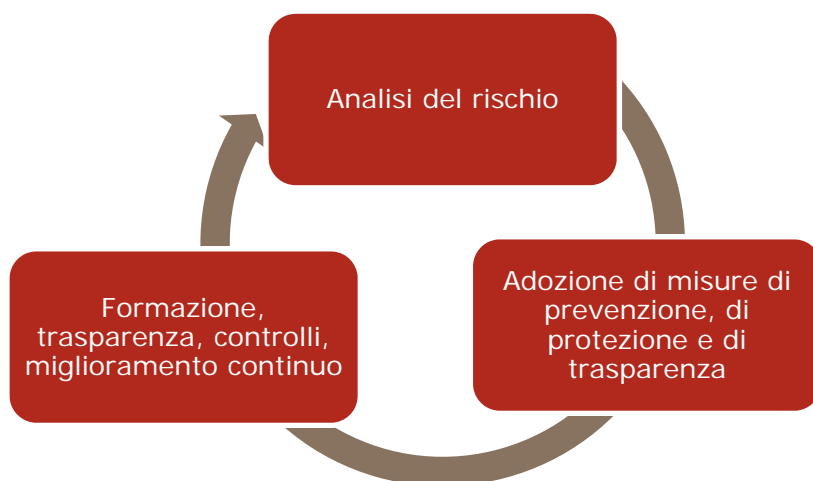 Analisi del rischio
Adozione di misure di
prevenzione, di
protezione e di
trasparenza
Formazione,
trasparenza, controlli,
miglioramento continuo